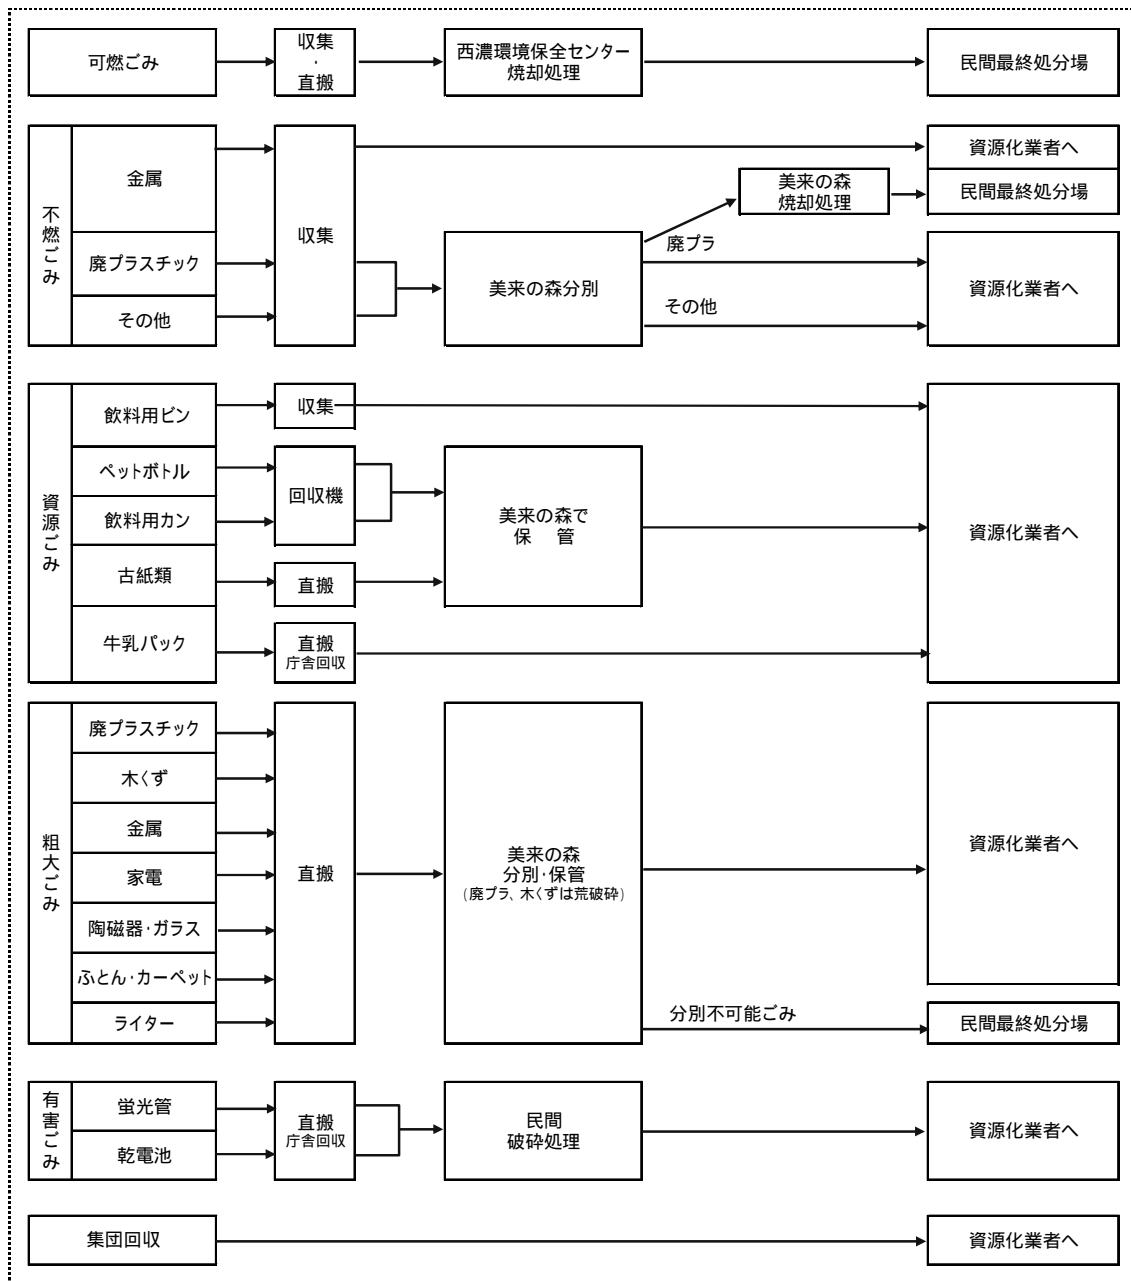 可燃ごみ
収集
・
直搬
西濃環境保全センター
焼却処理
民間最終処分場
不燃ごみ
金属
廃プラスチック
その他
収集
美来の森分別
美来の森
焼却処理
廃プラ
その他
資源化業者へ
民間最終処分場
資源化業者へ
資源ごみ
飲料用ビン
ペットボトル
飲料用カン
古紙類
牛乳パック
収集
回収機
直搬
直搬
庁舎回収
美来の森で
保 管
資源化業者へ
粗大ごみ
廃プラスチック
木くず
金属
家電
陶磁器・ガラス
ふとん・カーペット
ライター
直搬
美来の森
分別・保管
(廃プラ、木くずは荒破砕)
分別不可能ごみ
資源化業者へ
民間最終処分場
有害ごみ
蛍光管
乾電池
直搬
庁舎回収
民間
破砕処理
資源化業者へ
集団回収
資源化業者へ